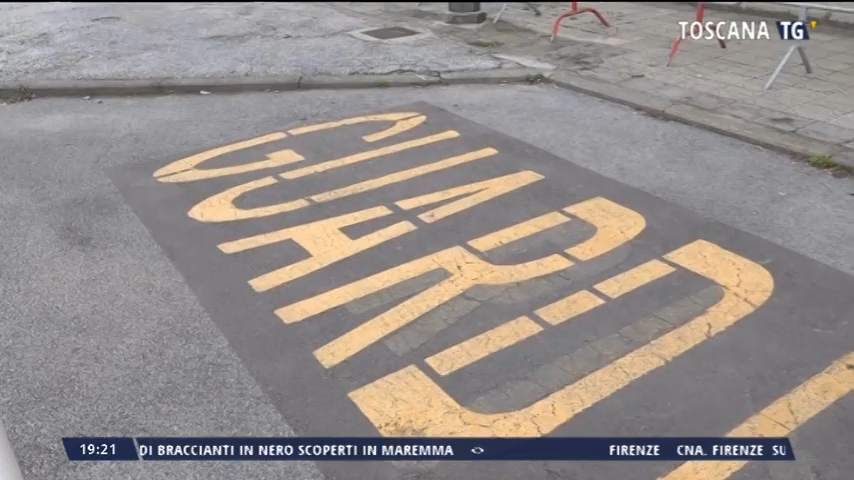 TOSCANA TG
GUARD
19:21 DI BRACCIANTI IN NERO SCOPERTI IN MAREMMA FIRENZE CNA. FIRENZE SU